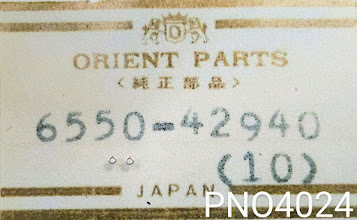 ORIENT PARTS
〈純正部品〉
6550-42940
(10)
JAPAN
PNO4024